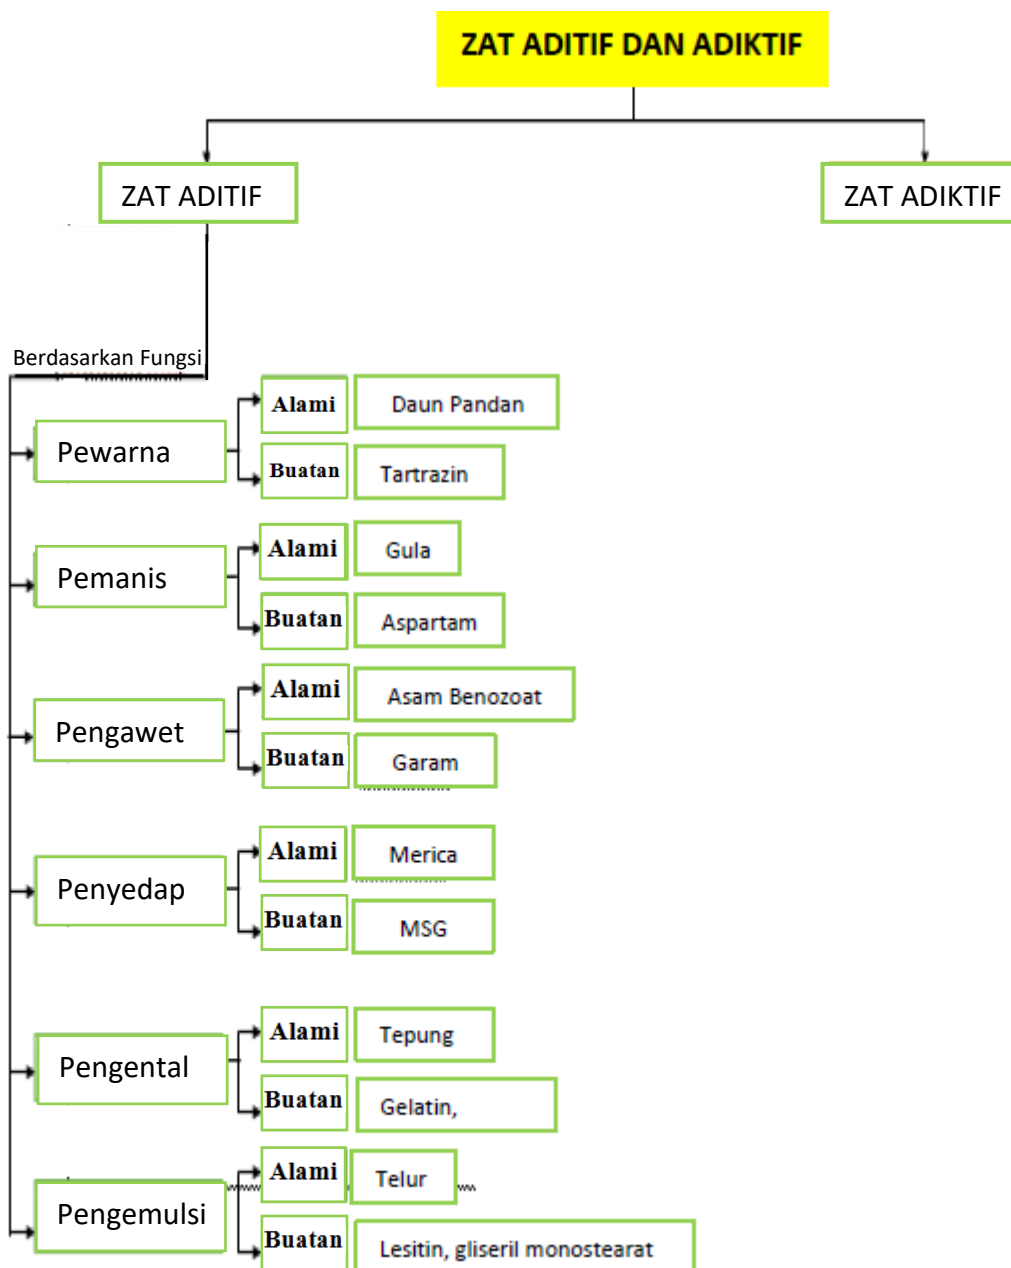 ZAT ADITIF DAN ADIKTIF
ZAT ADITIF
ZAT ADIKTIF
Berdasarkan Fungsi
Pewarna
Alami
Daun Pandan
Buatan
Tartrazin
Pemanis
Alami
Gula
Buatan
Aspartam
Pengawet
Alami
Asam Benozoat
Buatan
Garam
Penyedap
Alami
Merica
Buatan
MSG
Pengental
Alami
Tepung
Buatan
Gelatin,
Pengemulsi
Alami
Telur
Buatan
Lesitin, gliseril monostearat